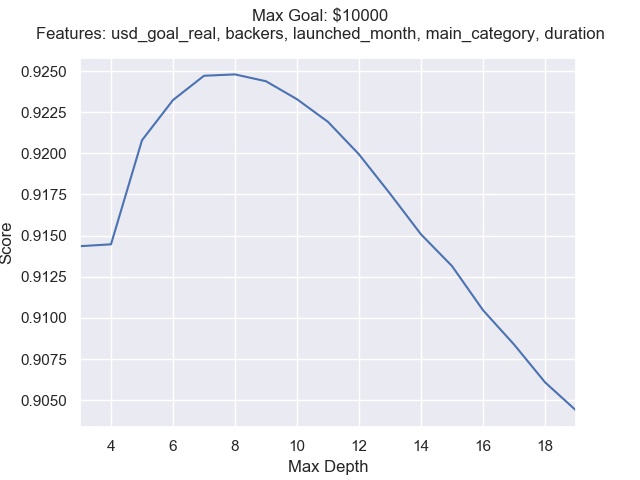 Max Goal: $10000
Features: usd_goal_real, backers, launched_month, main_category, duration
0.9250
0.9225
0.9200
0.9175
0.9150
0.9125
0.9100
0.9075
0.9050
Score
4 6 8 10 12 14 16 18
Max Depth